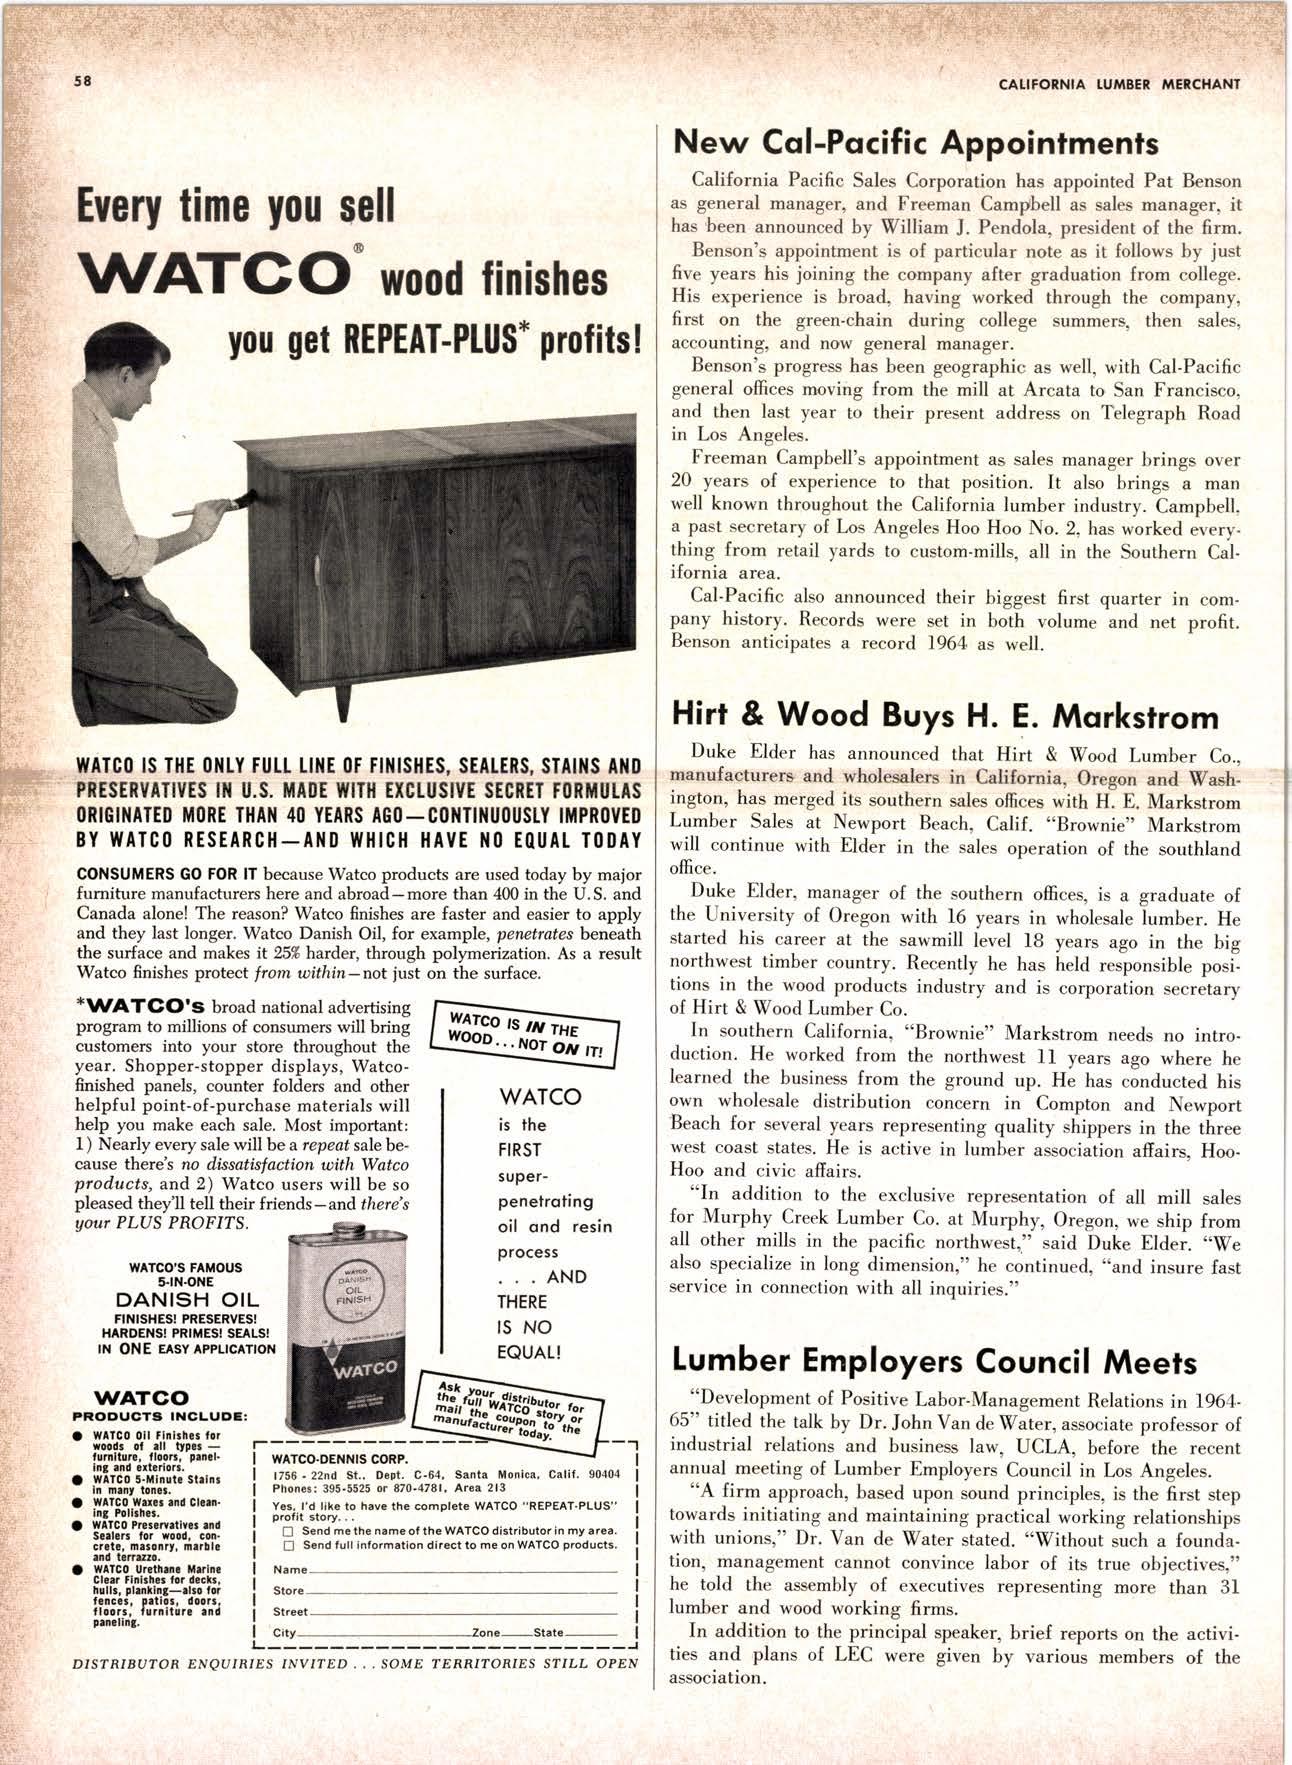 58
CALIFORNIA LUMBER MERCHANT
Every time you sell
WATCO® wood finishes
you get REPEAT-PLUS* profits!
WATCO IS THE ONLY FULL LINE OF FINISHES, SEALERS, STAINS AND
PRESERVATIVES IN U.S. MADE WITH EXCLUSIVE SECRET FORMULAS
ORIGINATED MORE THAN 40 YEARS AGO—CONTINUOUSLY IMPROVED
BY WATCO RESEARCH—AND WHICH HAVE NO EQUAL TODAY
CONSUMERS GO FOR IT because Watco products are used today by major
furniture manufacturers here and abroad—more than 400 in the U.S. and
Canada alone! The reason? Watco finishes are faster and easier to apply
and they last longer. Watco Danish Oil, for example, penetrates beneath
the surface and makes it 25% harder, through polymerization. As a result
Watco finishes protect from within—not just on the surface.
*WATCO's broad national advertising
program to millions of consumers will bring
customers into your store throughout the
year. Shopper-stopper displays, Watco-
finished panels, counter folders and other
helpful point-of-purchase materials will
help you make each sale. Most important:
1) Nearly every sale will be a repeat sale be-
cause there's no dissatisfaction with Watco
products, and 2) Watco users will be so
pleased they'll tell their friends—and there's
your PLUS PROFITS.
WATCO IS IN THE
WOOD...NOT ON IT!
WATCO
is the
FIRST
super-
penetrating
oil and resin
process
. . . AND
THERE
IS NO
EQUAL!
WATCO'S FAMOUS
5-IN-ONE
DANISH OIL
FINISHES! PRESERVES!
HARDENS! PRIMES! SEALS!
IN ONE EASY APPLICATION
WATCO
DANISH
OIL
FINISH
WATCO
Ask your distributor for
the full WATCO story or
mail the coupon to the
manufacturer today.
WATCO
PRODUCTS INCLUDE:
● WATCO Oil Finishes for
woods of all types —
furniture, floors, panel-
ing and exteriors.
● WATCO 5-Minute Stains
in many tones.
● WATCO Waxes and Clean-
ing Polishes.
● WATCO Preservatives and
Sealers for wood, con-
crete, masonry, marble
and terrazzo.
● WATCO Urethane Marine
Clear Finishes for decks,
hulls, planking—also for
fences, patios, doors,
floors, furniture and
paneling.
WATCO-DENNIS CORP.
1756 - 22nd St., Dept. C-64, Santa Monica, Calif. 90404
Phones: 395-5525 or 870-4781, Area 213
Yes, I'd like to have the complete WATCO "REPEAT-PLUS"
profit story...
□ Send me the name of the WATCO distributor in my area.
□ Send full information direct to me on WATCO products.
Name
Store
Street
City Zone State
DISTRIBUTOR ENQUIRIES INVITED . . . SOME TERRITORIES STILL OPEN
New Cal-Pacific Appointments
California Pacific Sales Corporation has appointed Pat Benson
as general manager, and Freeman Campbell as sales manager, it
has been announced by William J. Pendola, president of the firm.
Benson's appointment is of particular note as it follows by just
five years his joining the company after graduation from college.
His experience is broad, having worked through the company,
first on the green-chain during college summers, then sales,
accounting, and now general manager.
Benson's progress has been geographic as well, with Cal-Pacific
general offices moving from the mill at Arcata to San Francisco,
and then last year to their present address on Telegraph Road
in Los Angeles.
Freeman Campbell's appointment as sales manager brings over
20 years of experience to that position. It also brings a man
well known throughout the California lumber industry. Campbell,
a past secretary of Los Angeles Hoo Hoo No. 2, has worked every-
thing from retail yards to custom-mills, all in the Southern Cal-
ifornia area.
Cal-Pacific also announced their biggest first quarter in com-
pany history. Records were set in both volume and net profit.
Benson anticipates a record 1964 as well.
Hirt & Wood Buys H. E. Markstrom
Duke Elder has announced that Hirt & Wood Lumber Co.,
manufacturers and wholesalers in California, Oregon and Wash-
ington, has merged its southern sales offices with H. E. Markstrom
Lumber Sales at Newport Beach, Calif. "Brownie" Markstrom
will continue with Elder in the sales operation of the southland
office.
Duke Elder, manager of the southern offices, is a graduate of
the University of Oregon with 16 years in wholesale lumber. He
started his career at the sawmill level 18 years ago in the big
northwest timber country. Recently he has held responsible posi-
tions in the wood products industry and is corporation secretary
of Hirt & Wood Lumber Co.
In southern California, "Brownie" Markstrom needs no intro-
duction. He worked from the northwest 11 years ago where he
learned the business from the ground up. He has conducted his
own wholesale distribution concern in Compton and Newport
Beach for several years representing quality shippers in the three
west coast states. He is active in lumber association affairs, Hoo-
Hoo and civic affairs.
"In addition to the exclusive representation of all mill sales
for Murphy Creek Lumber Co. at Murphy, Oregon, we ship from
all other mills in the pacific northwest," said Duke Elder. "We
also specialize in long dimension," he continued, "and insure fast
service in connection with all inquiries."
Lumber Employers Council Meets
"Development of Positive Labor-Management Relations in 1964-
65" titled the talk by Dr. John Van de Water, associate professor of
industrial relations and business law, UCLA, before the recent
annual meeting of Lumber Employers Council in Los Angeles.
"A firm approach, based upon sound principles, is the first step
towards initiating and maintaining practical working relationships
with unions," Dr. Van de Water stated. "Without such a founda-
tion, management cannot convince labor of its true objectives,"
he told the assembly of executives representing more than 31
lumber and wood working firms.
In addition to the principal speaker, brief reports on the activi-
ties and plans of LEC were given by various members of the
association.